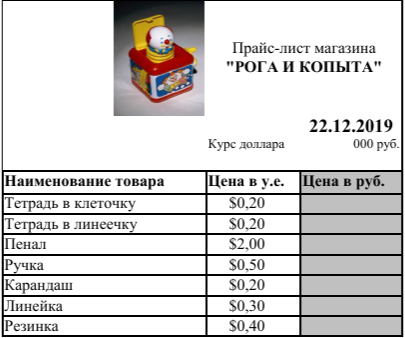 Прайс-лист магазина
"РОГА И КОПЫТА"
22.12.2019
Курс доллара 000 руб.
Наименование товара Цена в у.е. Цена в руб.
Тетрадь в клеточку $0,20
Тетрадь в линеечку $0,20
Пенал $2,00
Ручка $0,50
Карандаш $0,20
Линейка $0,30
Резинка $0,40